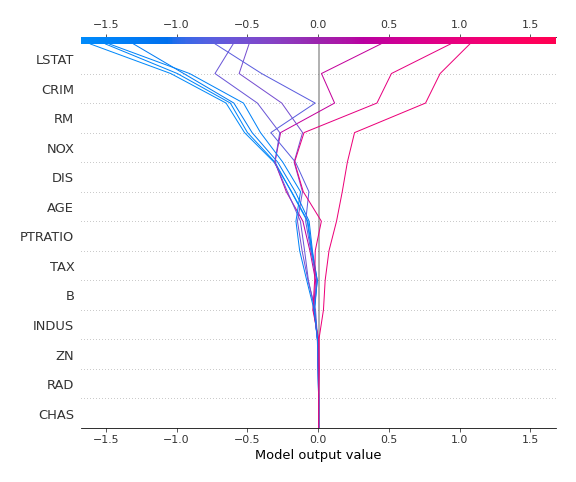 −1.5 −1.0 −0.5 0.0 0.5 1.0 1.5
LSTAT
CRIM
RM
NOX
DIS
AGE
PTRATIO
TAX
B
INDUS
ZN
RAD
CHAS
−1.5 −1.0 −0.5 0.0 0.5 1.0 1.5
Model output value